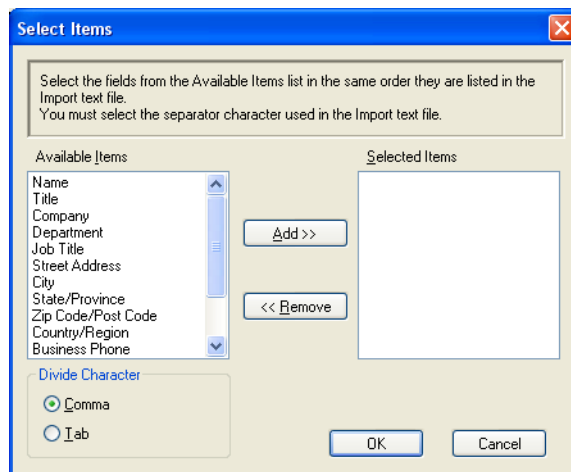 Select Items
Select the fields from the Available Items list in the same order they are listed in the
Import text file.
You must select the separator character used in the Import text file.
Available Items
Selected Items
Name
Title
Company
Department
Job Title
Street Address
City
State/Province
Zip Code/Post Code
Country/Region
Business Phone
Add >>
<< Remove
Divide Character
Comma
Tab
OK
Cancel